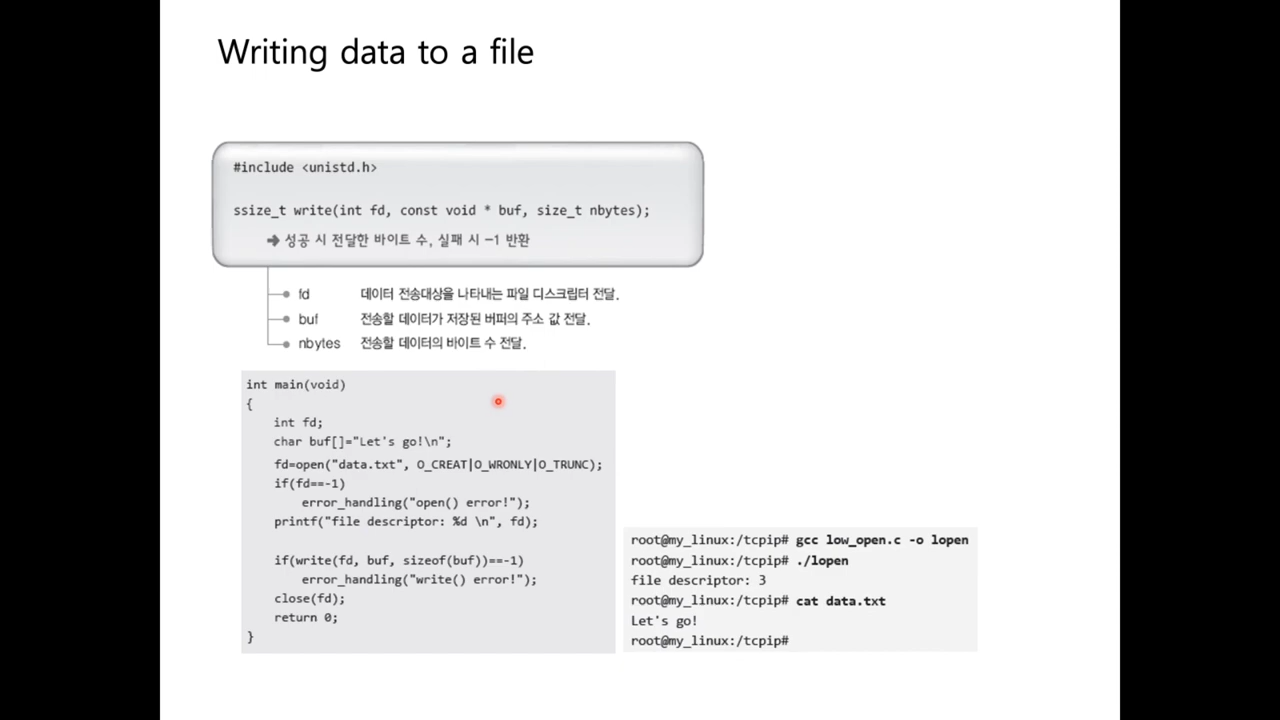 Writing data to a file
#include <unistd.h>
ssize_t write(int fd, const void * buf, size_t nbytes);
➔ 성공 시 전달한 바이트 수, 실패 시 –1 반환
fd 데이터 전송대상을 나타내는 파일 디스크립터 전달.
buf 전송할 데이터가 저장된 버퍼의 주소 값 전달.
nbytes 전송할 데이터의 바이트 수 전달.
int main(void)
{
int fd;
char buf[]="Let's go!\n";
fd=open("data.txt", O_CREAT|O_WRONLY|O_TRUNC);
if(fd==-1)
error_handling("open() error!");
printf("file descriptor: %d \n", fd);
if(write(fd, buf, sizeof(buf))==-1)
error_handling("write() error!");
close(fd);
return 0;
}
root@my_linux:/tcpip# gcc low_open.c -o lopen
root@my_linux:/tcpip# ./lopen
file descriptor: 3
root@my_linux:/tcpip# cat data.txt
Let's go!
root@my_linux:/tcpip#